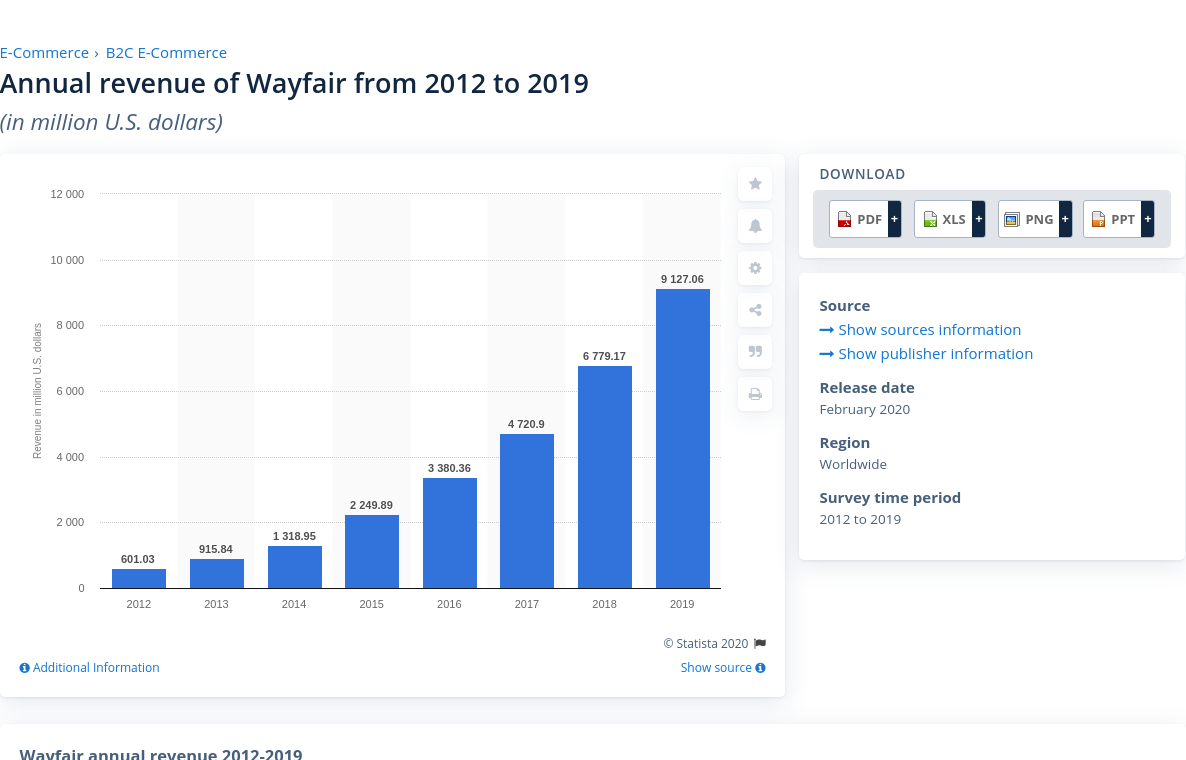 E-Commerce › B2C E-Commerce
Annual revenue of Wayfair from 2012 to 2019
(in million U.S. dollars)
Revenue in million U.S. dollars
12 000
10 000
8 000
6 000
4 000
2 000
0
601.03
915.84
1 318.95
2 249.89
3 380.36
4 720.9
6 779.17
9 127.06
2012 2013 2014 2015 2016 2017 2018 2019
© Statista 2020
Additional Information
Show source
DOWNLOAD
PDF + XLS + PNG + PPT +
Source
Show sources information
Show publisher information
Release date
February 2020
Region
Worldwide
Survey time period
2012 to 2019
Wayfair annual revenue 2012-2019